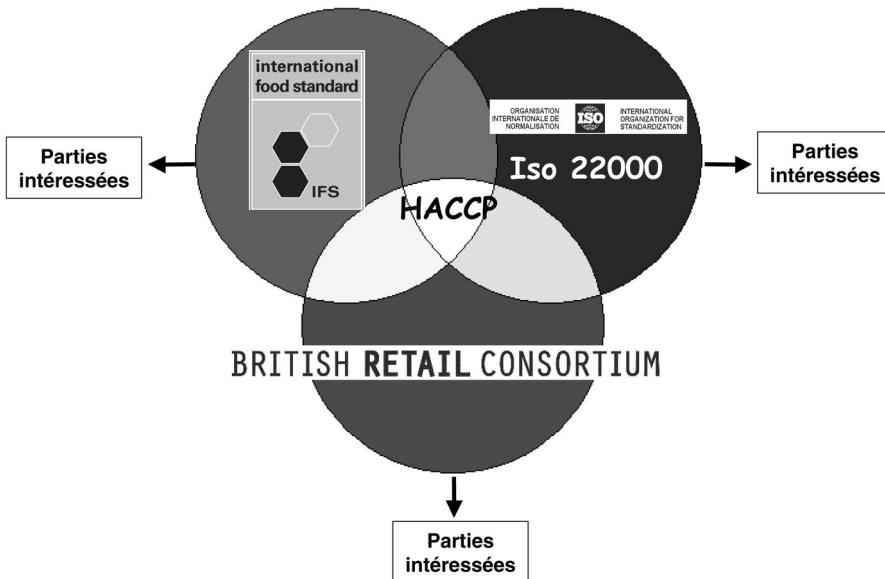 international
food standard
IFS
ORGANISATION
INTERNATIONALE DE
NORMALISATION
ISO
INTERNATIONAL
ORGANIZATION FOR
STANDARDIZATION
Iso 22000
Parties
intéressées
Parties
intéressées
HACCP
BRITISH RETAIL CONSORTIUM
Parties
intéressées